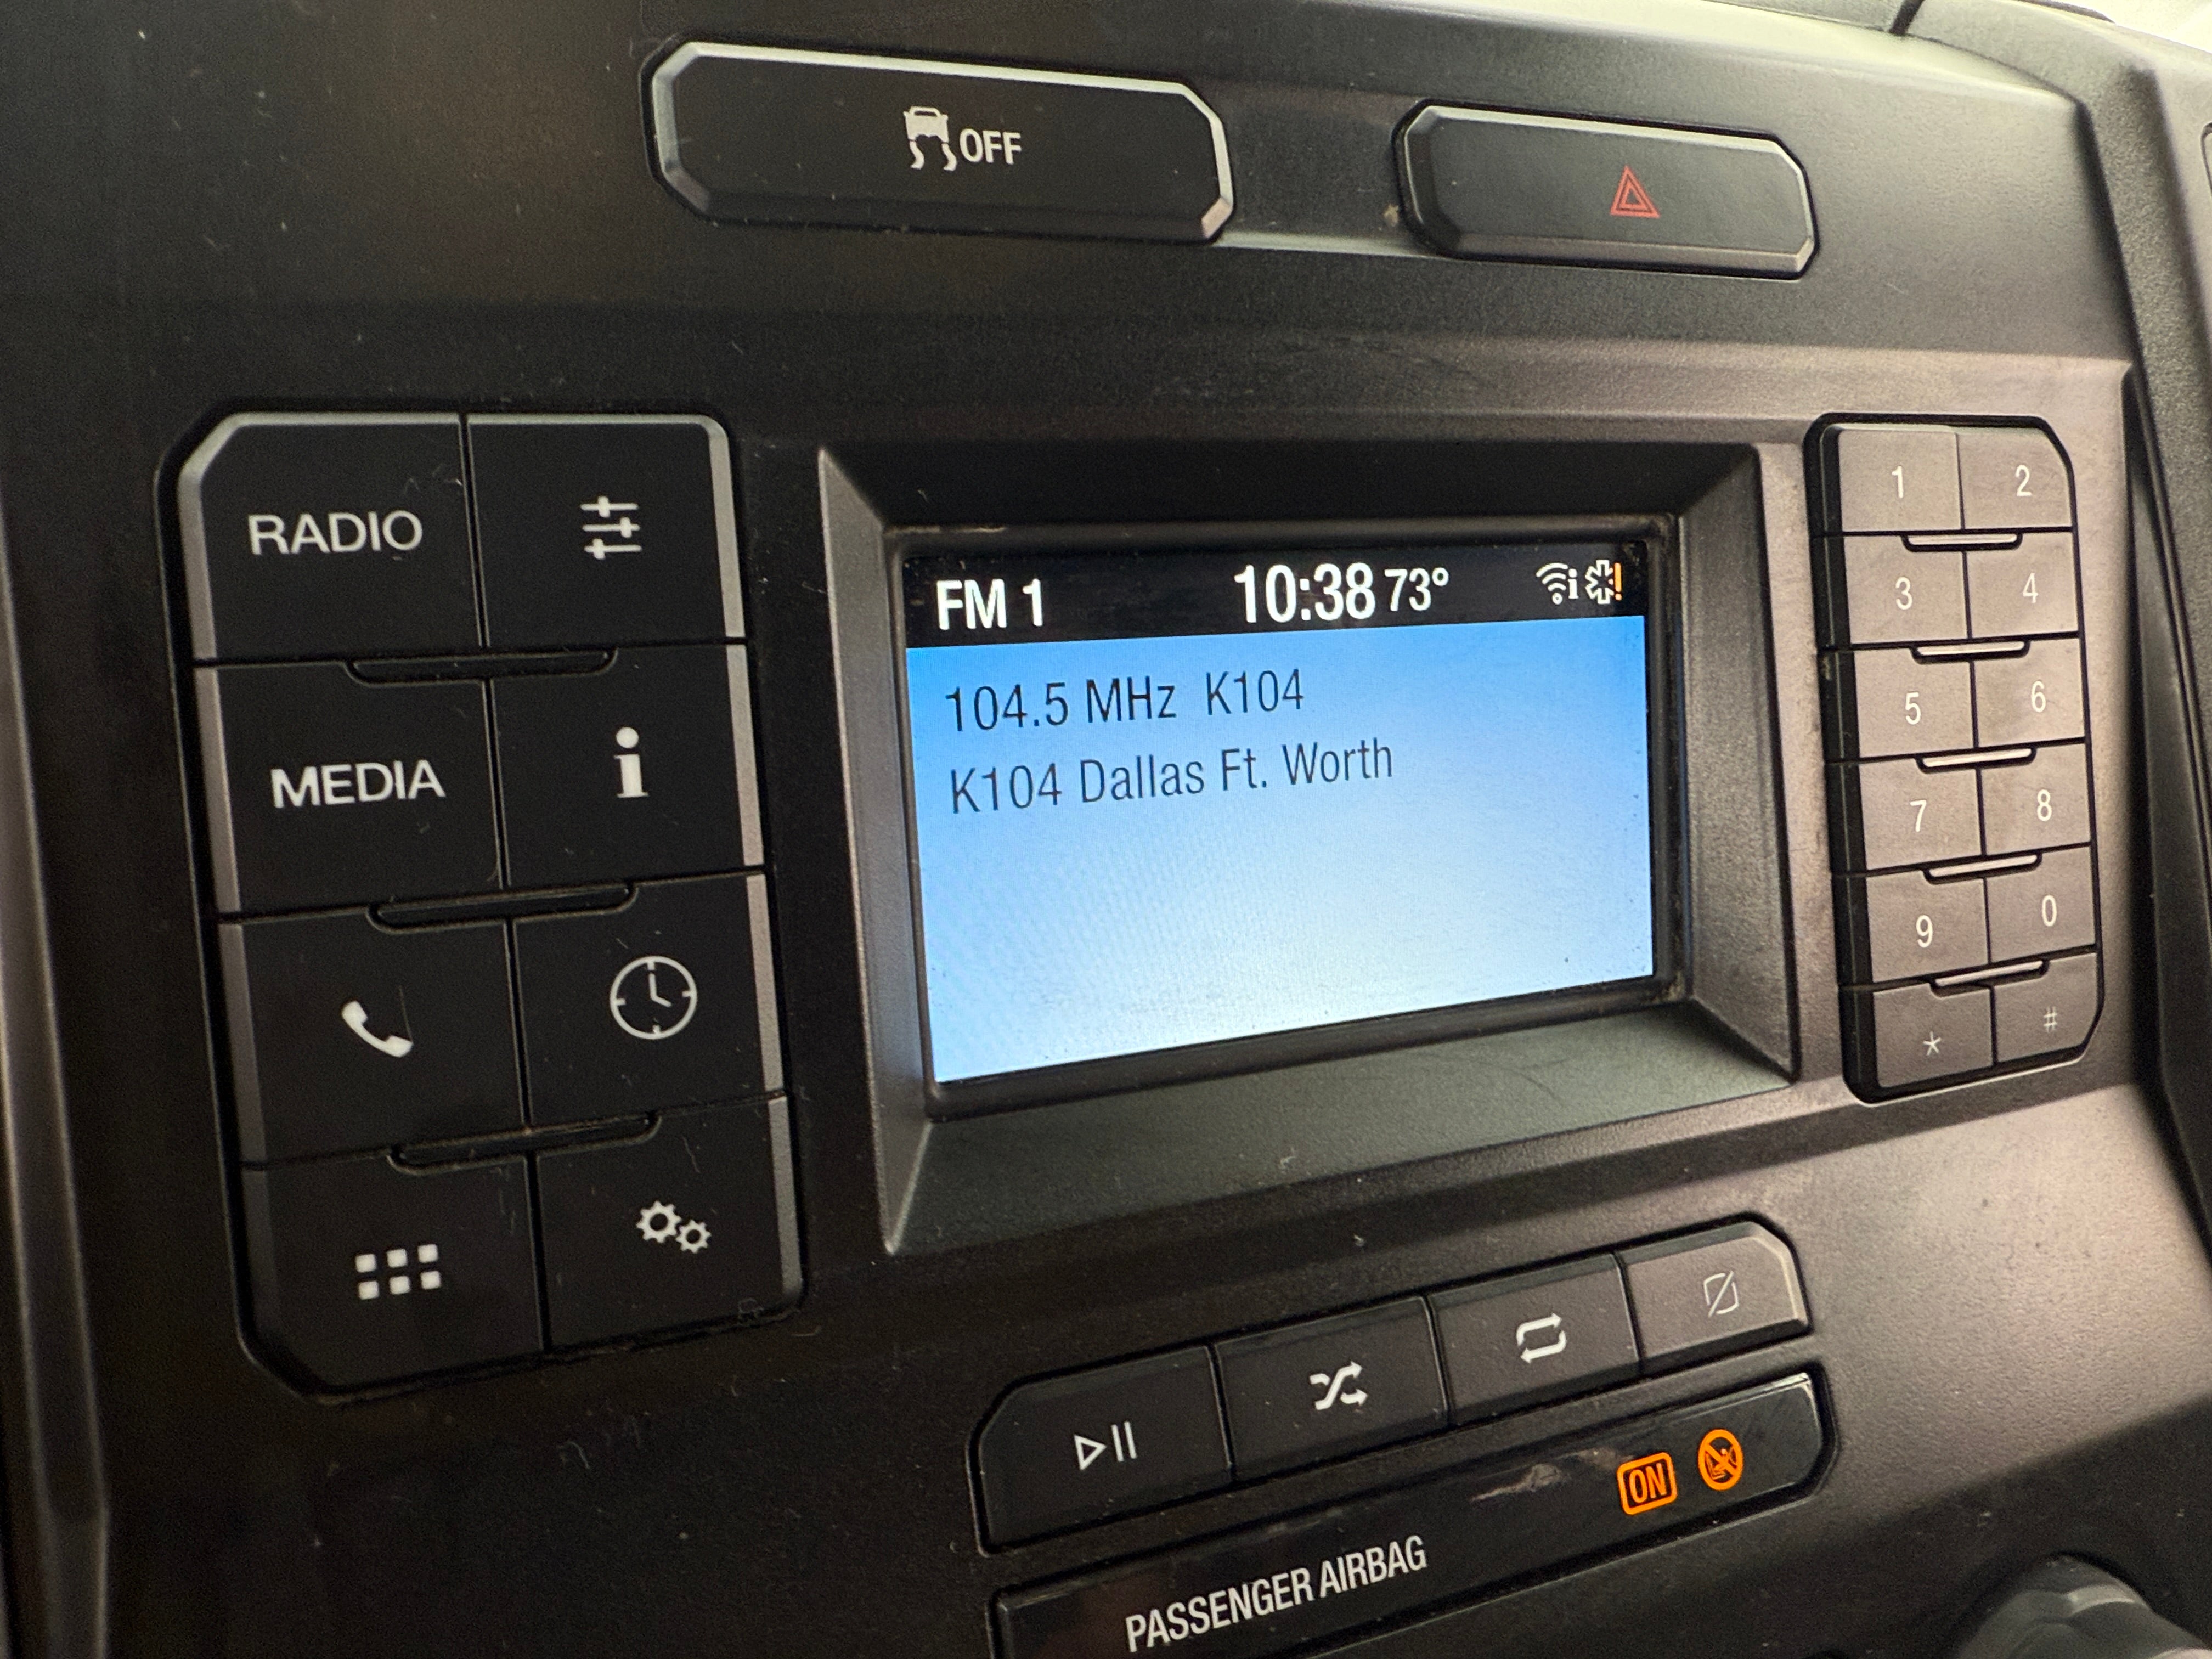 OFF
RADIO
MEDIA
i
FM 1 10:38 73°
104.5 MHz K104
K104 Dallas Ft. Worth
1 2
3 4
5 6
7 8
9 0
* #
ON
PASSENGER AIRBAG